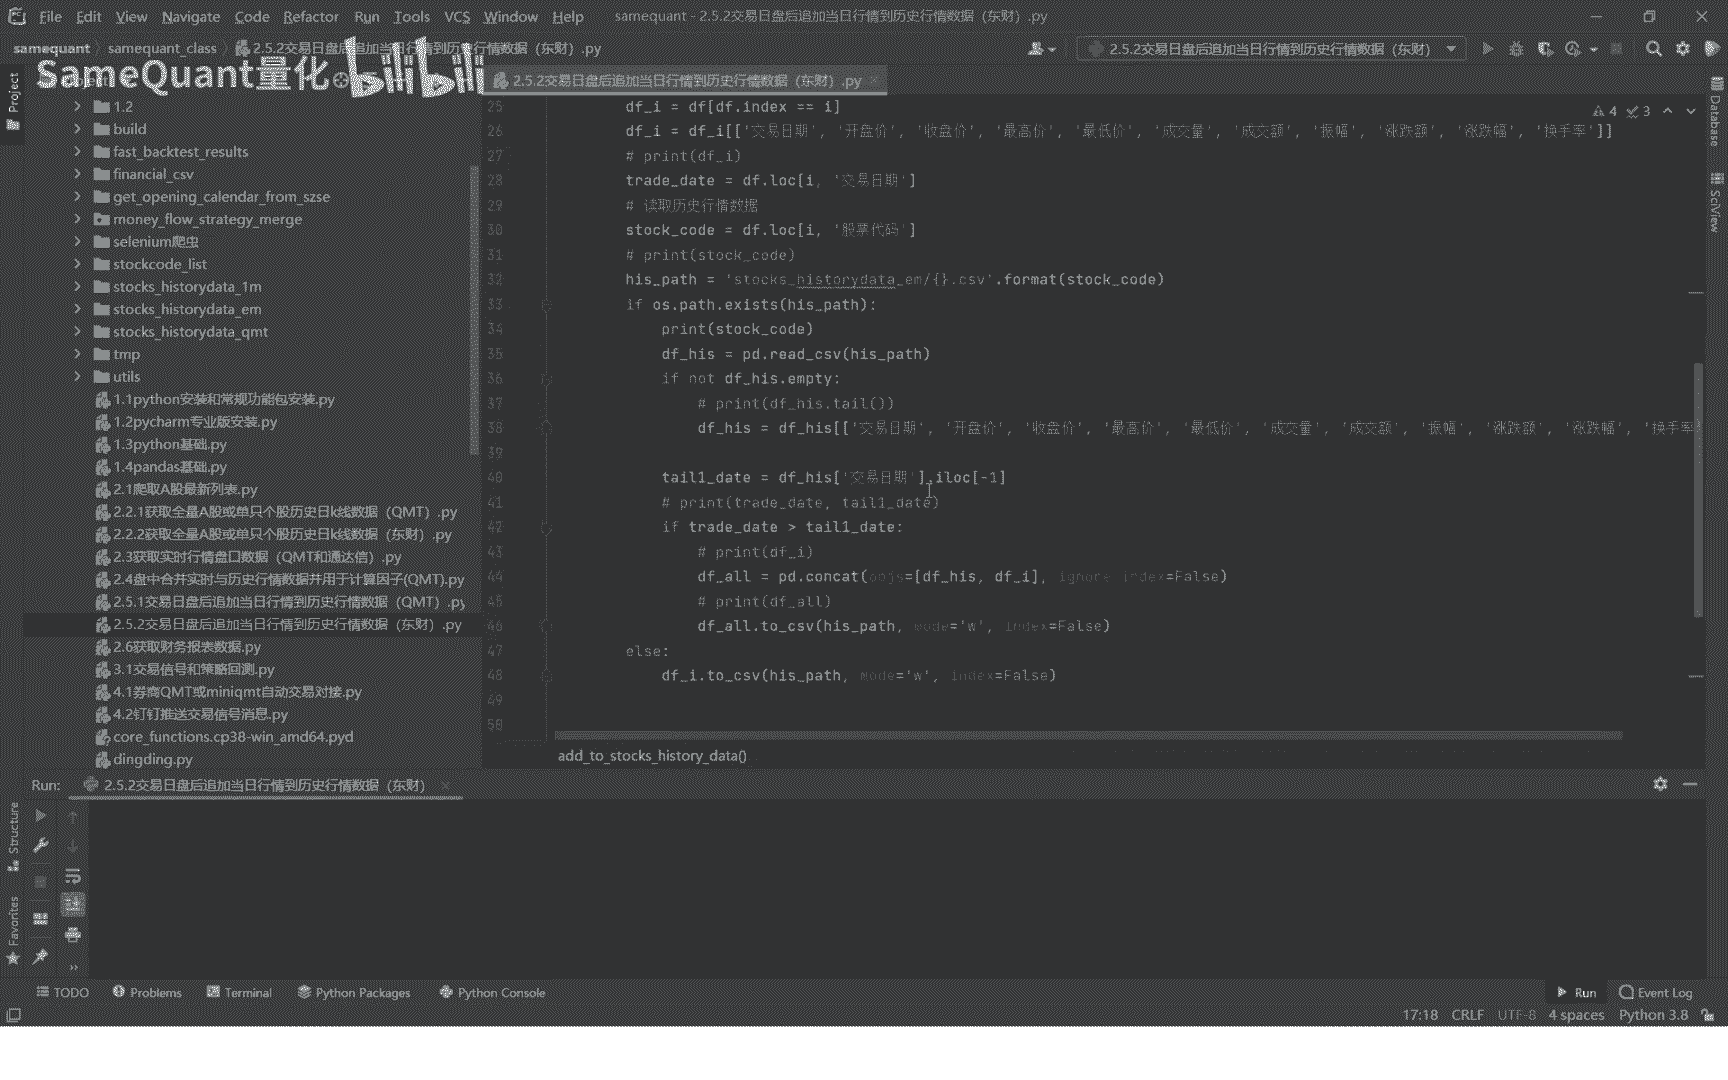 File Edit View Navigate Code Refactor Run Tools VCS Window Help samequant - 2.5.2交易日盘后追加当日行情到历史行情数据（东财）.py
samequant samequant_class 2.5.2交易日盘后追加当日行情到历史行情数据（东财）.py 2.5.2交易日盘后追加当日行情到历史行情数据（东财）
SameQuant量化 bilibili
2.5.2交易日盘后追加当日行情到历史行情数据（东财）.py
Project
1.2
build
fast_backtest_results
financial_csv
get_opening_calendar_from_szse
money_flow_strategy_merge
selenium爬虫
stockcode_list
stocks_historydata_1m
stocks_historydata_em
stocks_historydata_qmt
tmp
utils
1.1python安装和常规功能包安装.py
1.2pycharm专业版安装.py
1.3python基础.py
1.4pandas基础.py
2.1爬取A股最新列表.py
2.2.1获取全量A股或单只个股历史日k线数据（QMT）.py
2.2.2获取全量A股或单只个股历史日k线数据（东财）.py
2.3获取实时行情盘口数据（QMT和通达信）.py
2.4盘中合并实时与历史行情数据并用于计算因子(QMT).py
2.5.1交易日盘后追加当日行情到历史行情数据（QMT）.py
2.5.2交易日盘后追加当日行情到历史行情数据（东财）.py
2.6获取财务报表数据.py
3.1交易信号和策略回测.py
4.1券商QMT或miniqmt自动交易对接.py
4.2钉钉推送交易信号消息.py
core_functions.cp38-win_amd64.pyd
dingding.py
4 3
25 df_i = df[df.index == i]
26 df_i = df_i[['交易日期', '开盘价', '收盘价', '最高价', '最低价', '成交量', '成交额', '振幅', '涨跌额', '涨跌幅', '换手率']]
27 # print(df_i)
28 trade_date = df.loc[i, '交易日期']
29 # 读取历史行情数据
30 stock_code = df.loc[i, '股票代码']
31 # print(stock_code)
32 his_path = 'stocks_historydata_em/{}.csv'.format(stock_code)
33 if os.path.exists(his_path):
34 print(stock_code)
35 df_his = pd.read_csv(his_path)
36 if not df_his.empty:
37 # print(df_his.tail())
38 df_his = df_his[['交易日期', '开盘价', '收盘价', '最高价', '最低价', '成交量', '成交额', '振幅', '涨跌额', '涨跌幅', '换手率
39
40 tail1_date = df_his['交易日期'].iloc[-1]
41 # print(trade_date, tail1_date)
42 if trade_date > tail1_date:
43 # print(df_i)
44 df_all = pd.concat(objs=[df_his, df_i], ignore_index=False)
45 # print(df_all)
46 df_all.to_csv(his_path, mode='w', index=False)
47 else:
48 df_i.to_csv(his_path, mode='w', index=False)
49
50
add_to_stocks_history_data()
Database
SciView
Run: 2.5.2交易日盘后追加当日行情到历史行情数据（东财）
Structure
Favorites
TODO Problems Terminal Python Packages Python Console Run Event Log
17:18 CRLF UTF-8 4 spaces Python 3.8